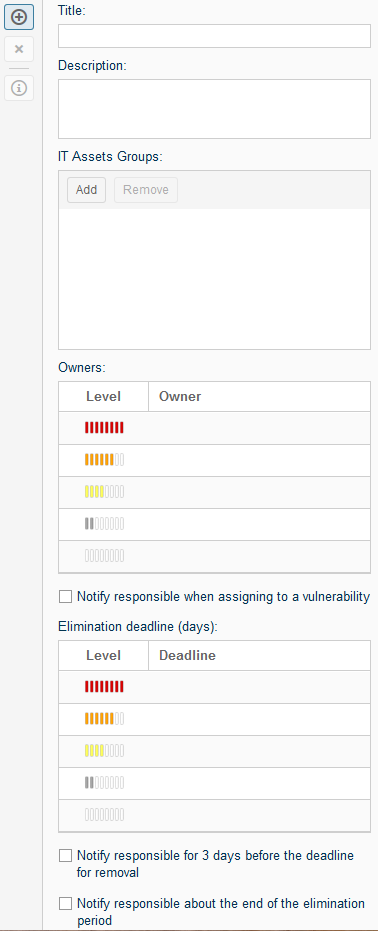 Title:
Description:
IT Assets Groups:
Add Remove
Owners:
Level Owner
Notify responsible when assigning to a vulnerability
Elimination deadline (days):
Level Deadline
Notify responsible for 3 days before the deadline
for removal
Notify responsible about the end of the elimination
period